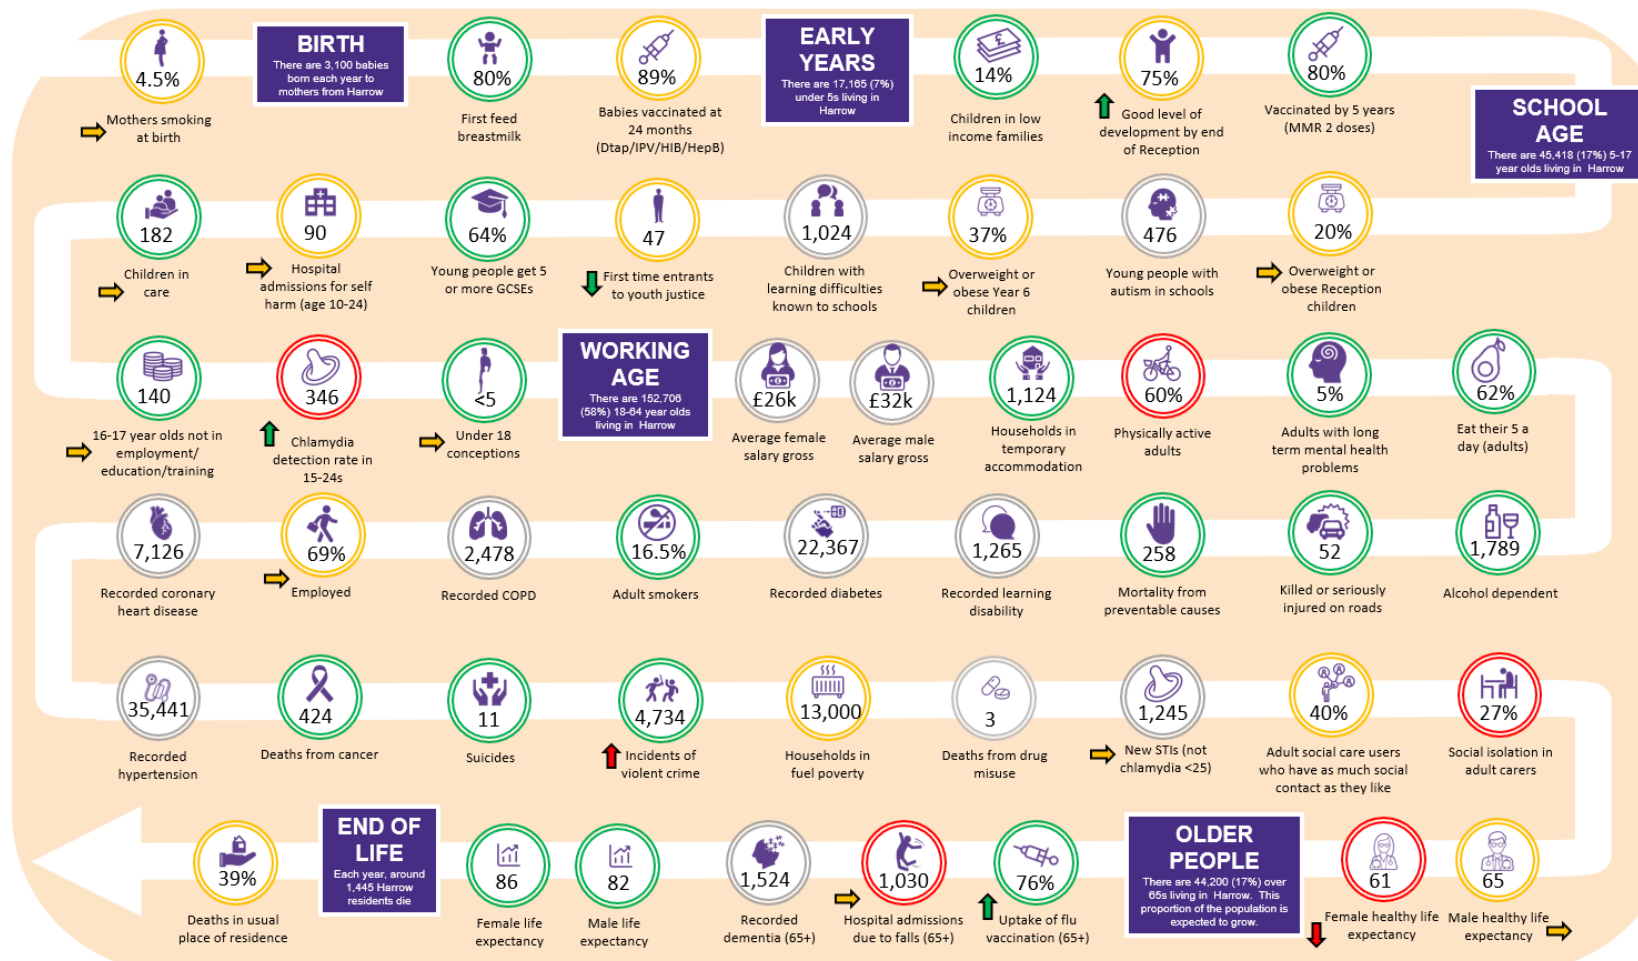 4.5%
Mothers smoking
at birth
BIRTH
There are 3,100 babies
born each year to
mothers from Harrow
80%
First feed
breastmilk
89%
Babies vaccinated at
24 months
(Dtap/IPV/HIB/HepB)
EARLY
YEARS
There are 17,165 (7%)
under 5s living in
Harrow
£
14%
Children in low
income families
75%
Good level of
development by end
of Reception
80%
Vaccinated by 5 years
(MMR 2 doses)
SCHOOL
AGE
There are 45,418 (17%) 5-17
year olds living in Harrow
182
Children in
care
90
Hospital
admissions for self
harm (age 10-24)
64%
Young people get 5
or more GCSEs
47
First time entrants
to youth justice
1,024
Children with
learning difficulties
known to schools
37%
Overweight or
obese Year 6
children
476
Young people with
autism in schools
20%
Overweight or
obese Reception
children
140
16-17 year olds not in
employment/
education/training
346
Chlamydia
detection rate in
15-24s
<5
Under 18
conceptions
WORKING
AGE
There are 152,706
(58%) 18-64 year olds
living in Harrow
£26k
Average female
salary gross
£32k
Average male
salary gross
1,124
Households in
temporary
accommodation
60%
Physically active
adults
5%
Adults with long
term mental health
problems
62%
Eat their 5 a
day (adults)
7,126
Recorded coronary
heart disease
69%
Employed
2,478
Recorded COPD
16.5%
Adult smokers
22,367
Recorded diabetes
1,265
Recorded learning
disability
258
Mortality from
preventable causes
52
Killed or seriously
injured on roads
1,789
Alcohol dependent
35,441
Recorded
hypertension
424
Deaths from cancer
11
Suicides
4,734
Incidents of
violent crime
13,000
Households in
fuel poverty
3
Deaths from drug
misuse
1,245
New STIs (not
chlamydia <25)
40%
Adult social care users
who have as much social
contact as they like
27%
Social isolation in
adult carers
39%
Deaths in usual
place of residence
END OF
LIFE
Each year, around
1,445 Harrow
residents die
86
Female life
expectancy
82
Male life
expectancy
1,524
Recorded
dementia (65+)
1,030
Hospital admissions
due to falls (65+)
76%
Uptake of flu
vaccination (65+)
OLDER
PEOPLE
There are 44,200 (17%) over
65s living in Harrow. This
proportion of the population is
expected to grow.
61
Female healthy life
expectancy
65
Male healthy life
expectancy